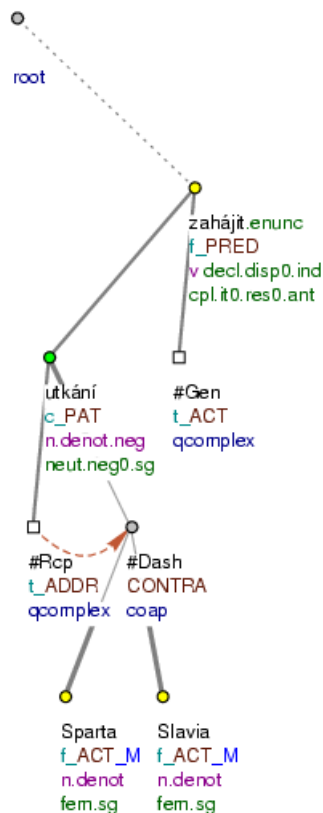 root
zahájit.enunc
f_PRED
v decl.disp0.ind
cpl.it0.res0.ant
utkání
c_PAT
n.denot.neg
neut.neg0.sg
#Gen
t_ACT
qcomplex
#Rcp
t_ADDR
qcomplex
#Dash
CONTRA
coap
Sparta
f_ACT_M
n.denot
fem.sg
Slavia
f_ACT_M
n.denot
fem.sg